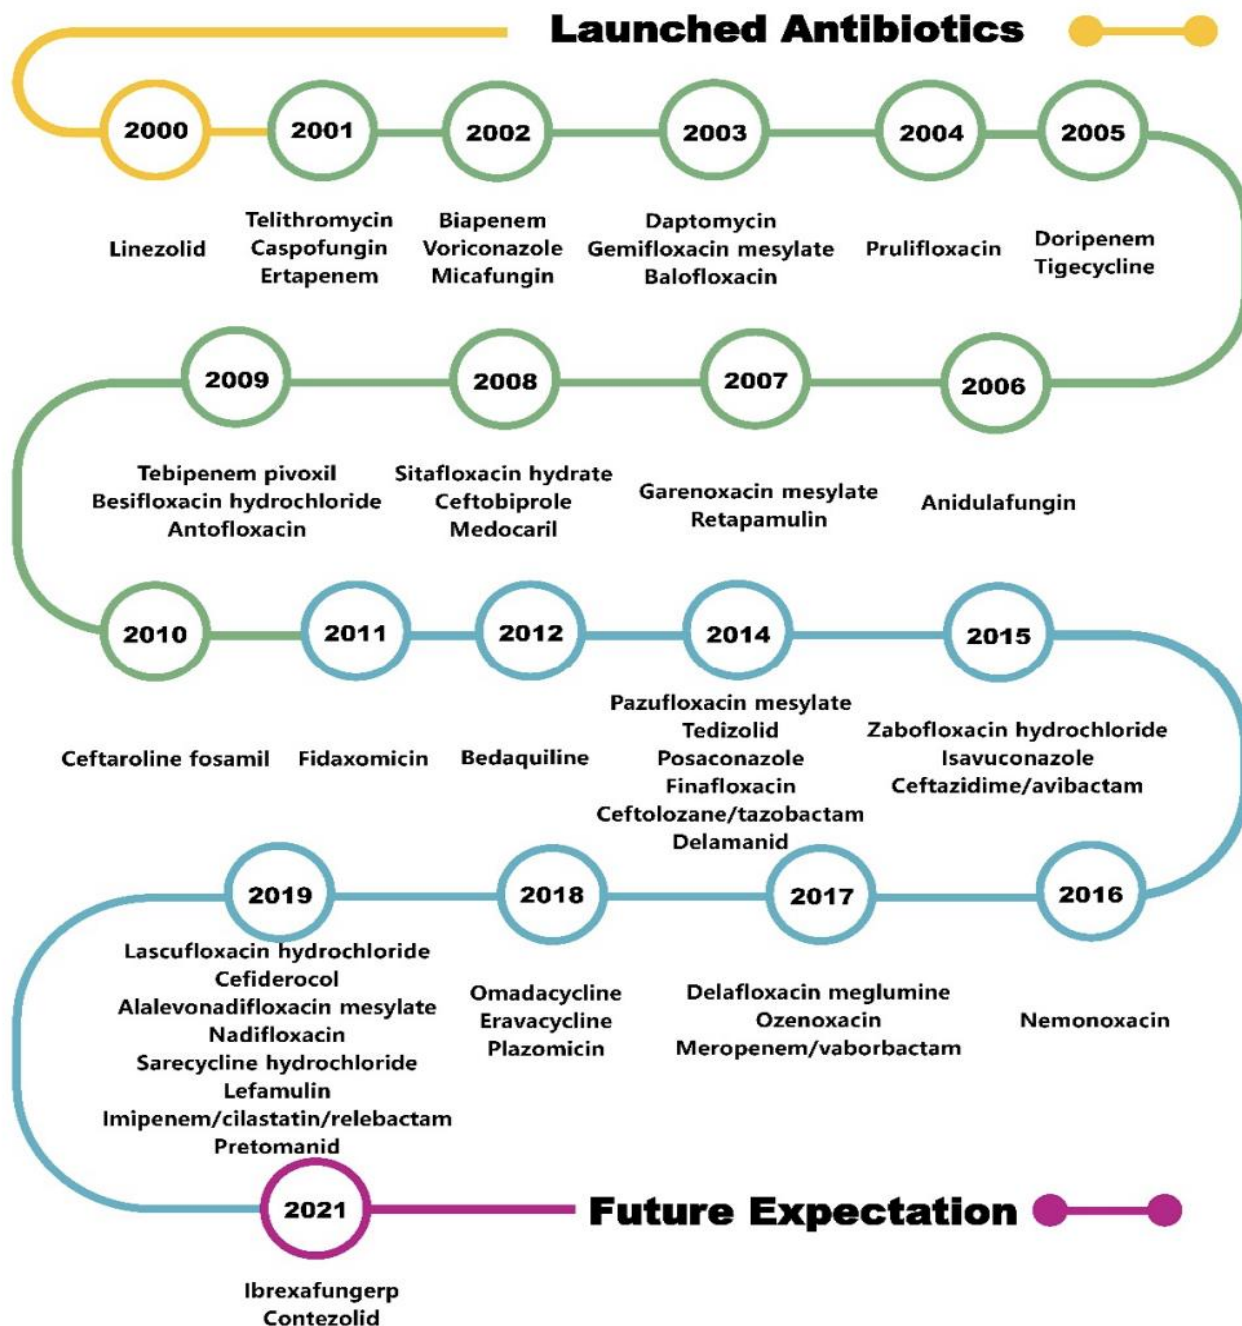 Launched Antibiotics
2000
Linezolid
2001
Telithromycin
Caspofungin
Ertapenem
2002
Biapenem
Voriconazole
Micafungin
2003
Daptomycin
Gemifloxacin mesylate
Balofloxacin
2004
Prulifloxacin
2005
Doripenem
Tigecycline
2006
Anidulafungin
2007
Garenoxacin mesylate
Retapamulin
2008
Sitafloxacin hydrate
Ceftobiprole
Medocaril
2009
Tebipenem pivoxil
Besifloxacin hydrochloride
Antofloxacin
2010
Ceftaroline fosamil
2011
Fidaxomicin
2012
Bedaquiline
2014
Pazufloxacin mesylate
Tedizolid
Posaconazole
Finafloxacin
Ceftolozane/tazobactam
Delamanid
2015
Zabofloxacin hydrochloride
Isavuconazole
Ceftazidime/avibactam
2016
Nemonoxacin
2017
Delafloxacin meglumine
Ozenoxacin
Meropenem/vaborbactam
2018
Omadacycline
Eravacycline
Plazomicin
2019
Lascufloxacin hydrochloride
Cefiderocol
Alalevonadifloxacin mesylate
Nadifloxacin
Sarecycline hydrochloride
Lefamulin
Imipenem/cilastatin/relebactam
Pretomanid
2021
Ibrexafungerp
Contezolid
Future Expectation